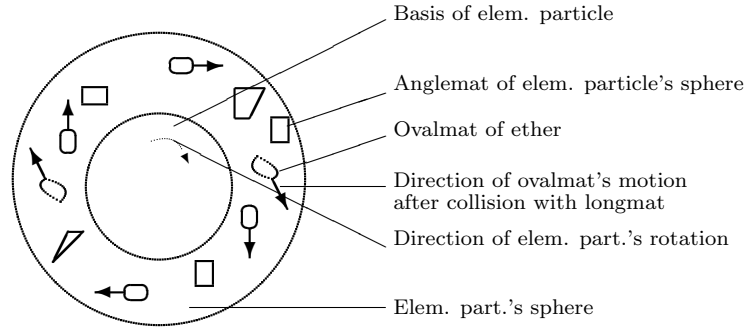 Basis of elem. particle
Anglemat of elem. particle's sphere
Ovalmat of ether
Direction of ovalmat's motion
after collision with longmat
Direction of elem. part.'s rotation
Elem. part.'s sphere